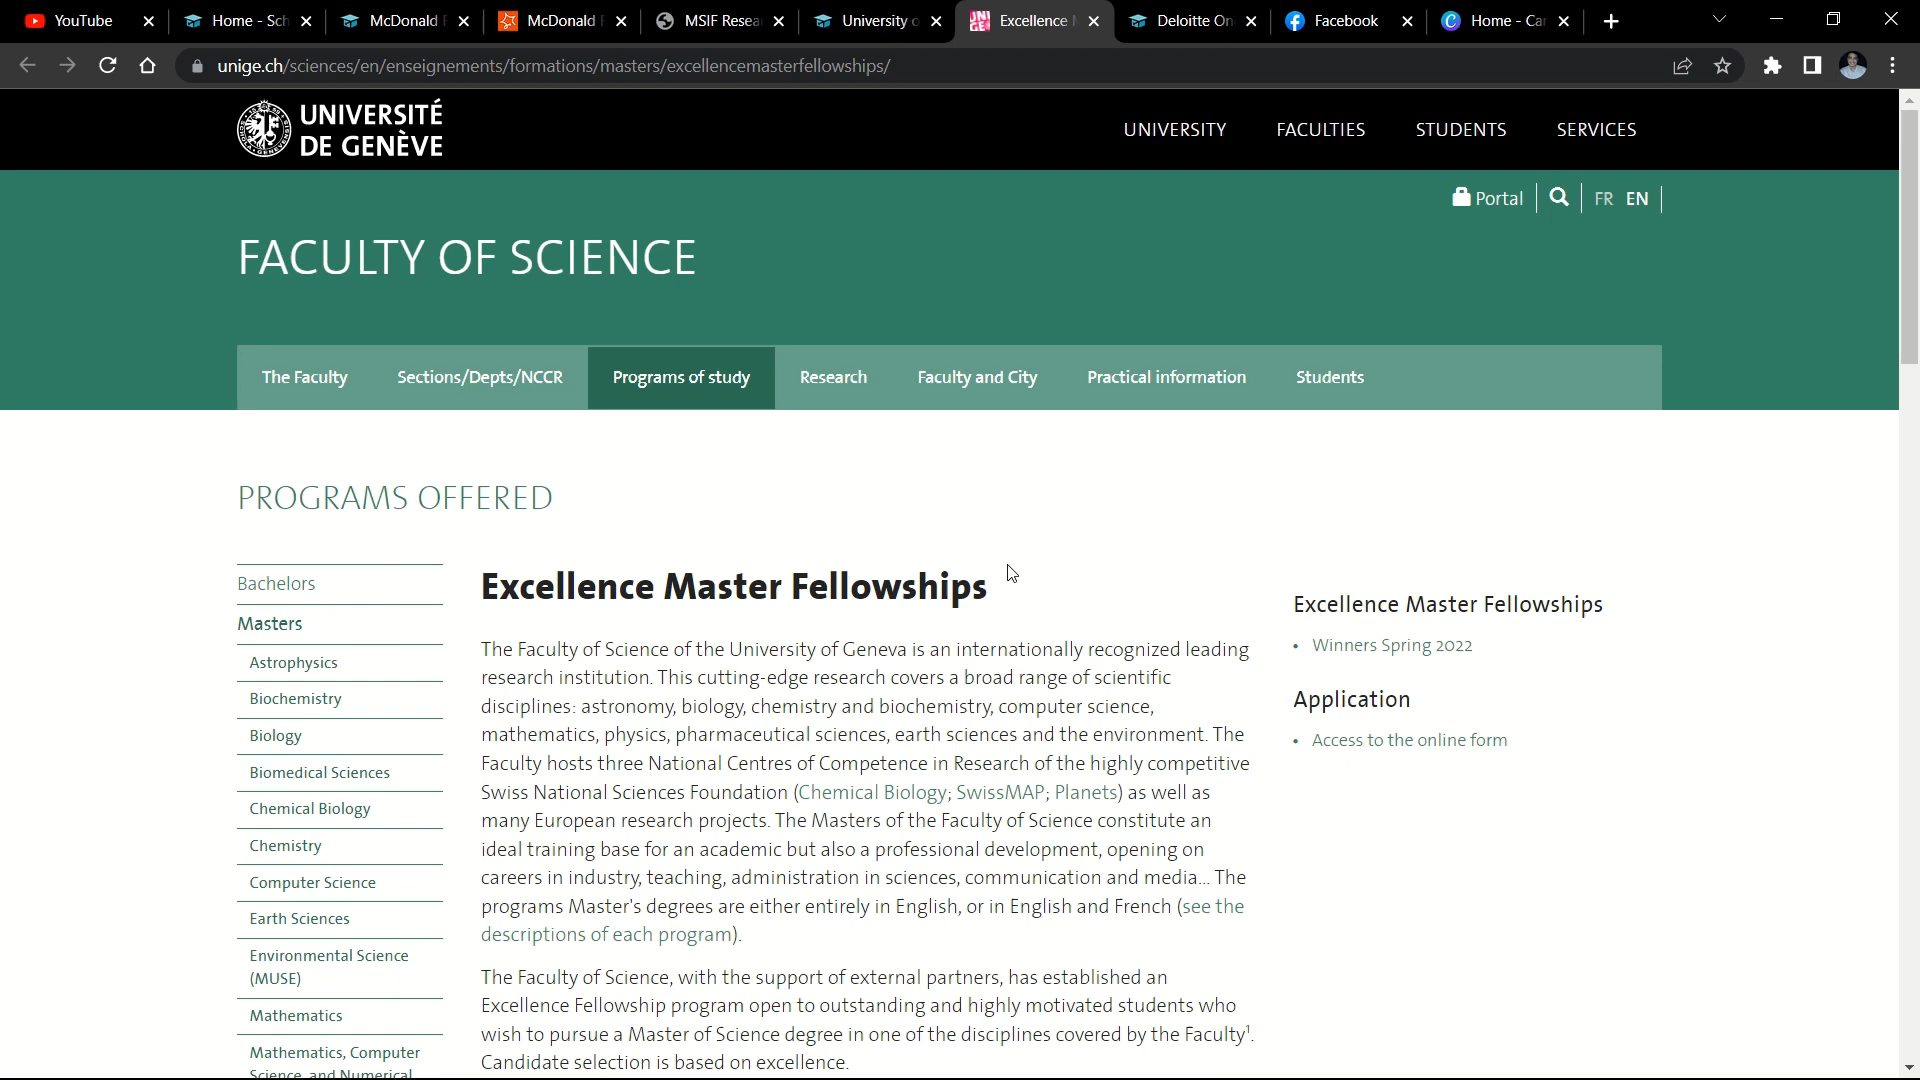 YouTube
Home - Sch
McDonald F
McDonald F
MSIF Resea
University o
Excellence M
Deloitte On
Facebook
Home - Can
unige.ch/sciences/en/enseignements/formations/masters/excellencemasterfellowships/
UNIVERSITÉ
DE GENÈVE
UNIVERSITY
FACULTIES
STUDENTS
SERVICES
Portal
FR EN
FACULTY OF SCIENCE
The Faculty
Sections/Depts/NCCR
Programs of study
Research
Faculty and City
Practical information
Students
PROGRAMS OFFERED
Bachelors
Masters
Astrophysics
Biochemistry
Biology
Biomedical Sciences
Chemical Biology
Chemistry
Computer Science
Earth Sciences
Environmental Science
(MUSE)
Mathematics
Mathematics, Computer
Science, and Numerical
Excellence Master Fellowships
The Faculty of Science of the University of Geneva is an internationally recognized leading
research institution. This cutting-edge research covers a broad range of scientific
disciplines: astronomy, biology, chemistry and biochemistry, computer science,
mathematics, physics, pharmaceutical sciences, earth sciences and the environment. The
Faculty hosts three National Centres of Competence in Research of the highly competitive
Swiss National Sciences Foundation (Chemical Biology; SwissMAP; Planets) as well as
many European research projects. The Masters of the Faculty of Science constitute an
ideal training base for an academic but also a professional development, opening on
careers in industry, teaching, administration in sciences, communication and media... The
programs Master's degrees are either entirely in English, or in English and French (see the
descriptions of each program).
The Faculty of Science, with the support of external partners, has established an
Excellence Fellowship program open to outstanding and highly motivated students who
wish to pursue a Master of Science degree in one of the disciplines covered by the Faculty¹.
Candidate selection is based on excellence.
Excellence Master Fellowships
• Winners Spring 2022
Application
• Access to the online form